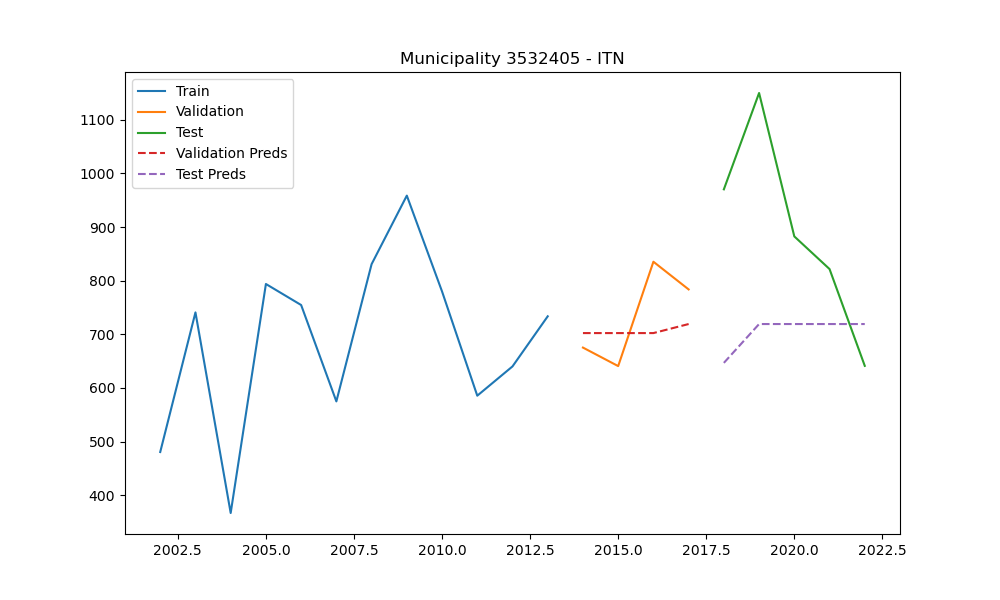 Municipality 3532405 - ITN
Train
Validation
Test
Validation Preds
Test Preds
1100
1000
900
800
700
600
500
400
2002.5 2005.0 2007.5 2010.0 2012.5 2015.0 2017.5 2020.0 2022.5